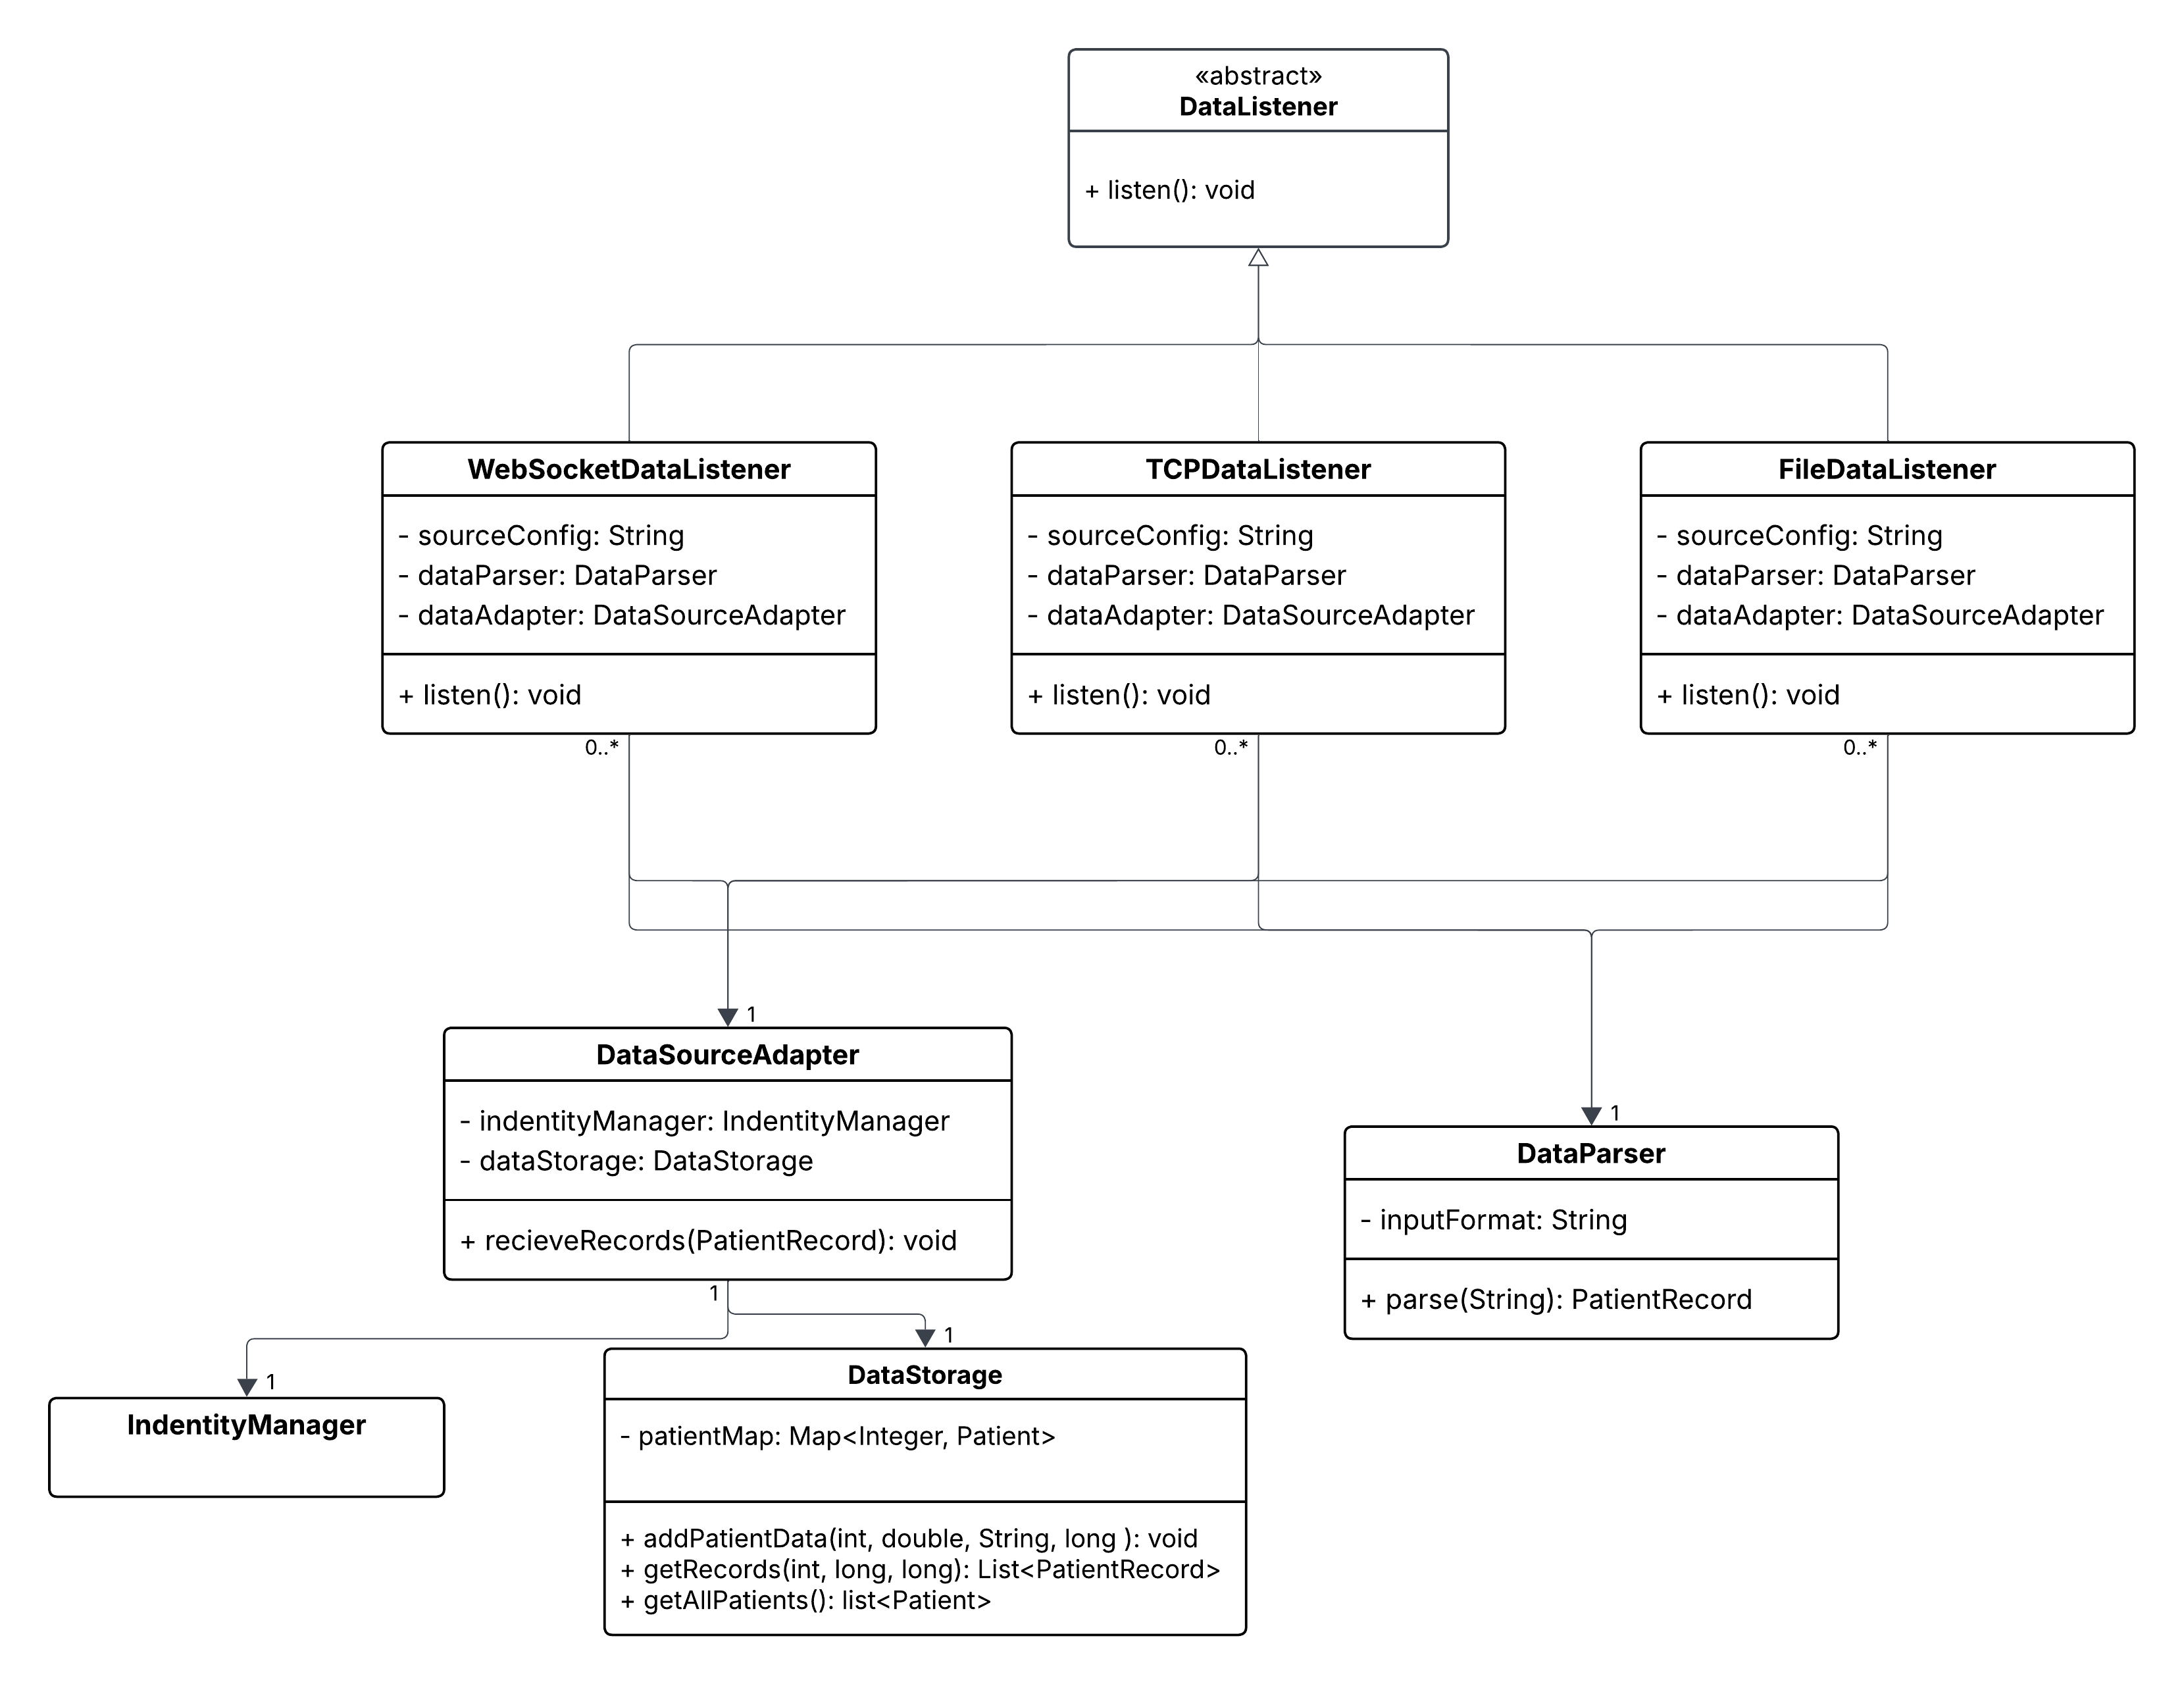 «abstract»
DataListener
+ listen(): void
WebSocketDataListener
- sourceConfig: String
- dataParser: DataParser
- dataAdapter: DataSourceAdapter
+ listen(): void
0..*
TCPDataListener
- sourceConfig: String
- dataParser: DataParser
- dataAdapter: DataSourceAdapter
+ listen(): void
0..*
FileDataListener
- sourceConfig: String
- dataParser: DataParser
- dataAdapter: DataSourceAdapter
+ listen(): void
0..*
1
DataSourceAdapter
- indentityManager: IndentityManager
- dataStorage: DataStorage
+ recieveRecords(PatientRecord): void
1
1
DataParser
- inputFormat: String
+ parse(String): PatientRecord
1
IndentityManager
1
DataStorage
- patientMap: Map<Integer, Patient>
+ addPatientData(int, double, String, long ): void
+ getRecords(int, long, long): List<PatientRecord>
+ getAllPatients(): list<Patient>